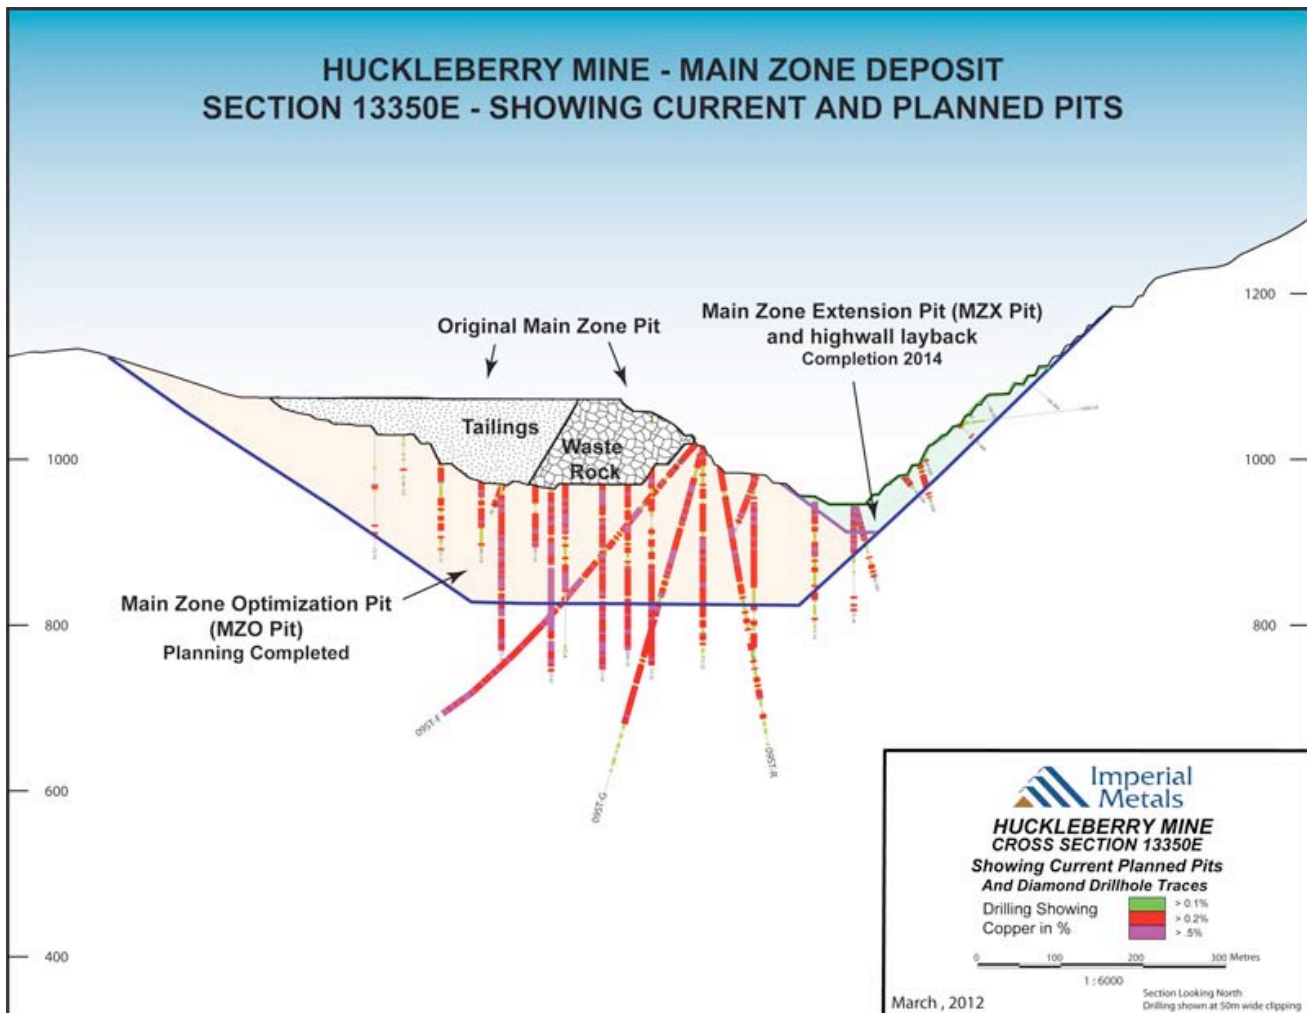 HUCKLEBERRY MINE - MAIN ZONE DEPOSIT
SECTION 13350E - SHOWING CURRENT AND PLANNED PITS
1200
1200
Main Zone Extension Pit (MZX Pit)
and highwall layback
Completion 2014
Original Main Zone Pit
Tailings
Waste
Rock
1000
1000
Main Zone Optimization Pit
(MZO Pit)
Planning Completed
800
800
09ST-F
09ST-G
09ST-R
600
400
Imperial
Metals
HUCKLEBERRY MINE
CROSS SECTION 13350E
Showing Current Planned Pits
And Diamond Drillhole Traces
Drilling Showing
Copper in %
> 0.1%
> 0.2%
> .5%
0 100 200 300 Metres
1 : 6000
March , 2012
Section Looking North
Drilling shown at 50m wide clipping